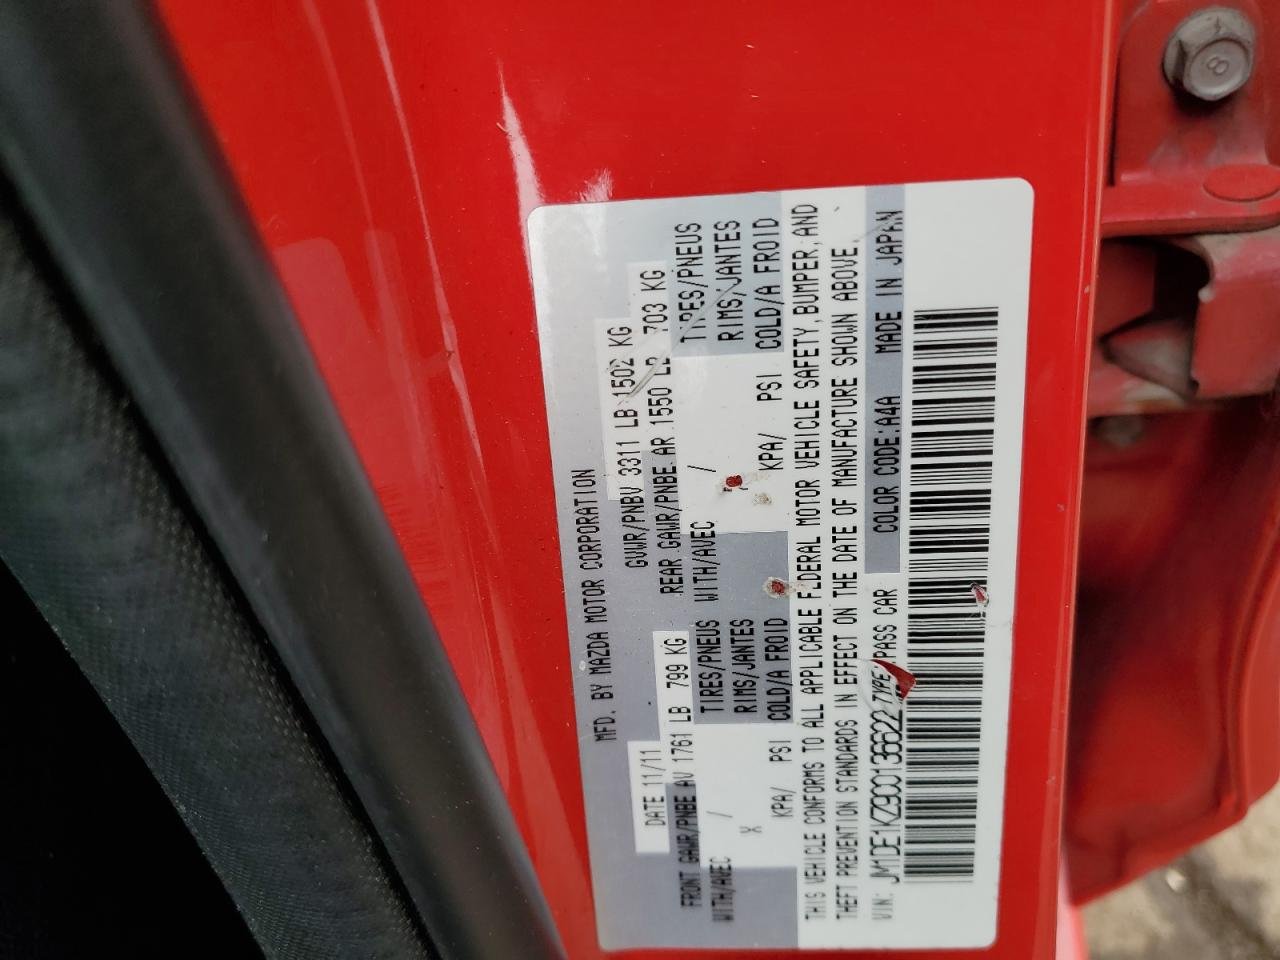 MFD. BY MAZDA MOTOR CORPORATION
DATE 11/11 GVWR/PNBV 3311 LB 1502 KG
FRONT GAWR/PNBE AV 1761 LB 799 KG REAR GAWR/PNBE AR 1550 LB 703 KG
WITH/AVEC / TIRES/PNEUS WITH/AVEC / TIRES/PNEUS
X RIMS/JANTES RIMS/JANTES
KPA/ PSI COLD/A FROID KPA/ PSI COLD/A FROID
THIS VEHICLE CONFORMS TO ALL APPLICABLE FEDERAL MOTOR VEHICLE SAFETY, BUMPER, AND
THEFT PREVENTION STANDARDS IN EFFECT ON THE DATE OF MANUFACTURE SHOWN ABOVE.
VIN: JM1DE1KZ9C0136622 TYPE: PASS CAR COLOR CODE:A4A MADE IN JAPAN
8